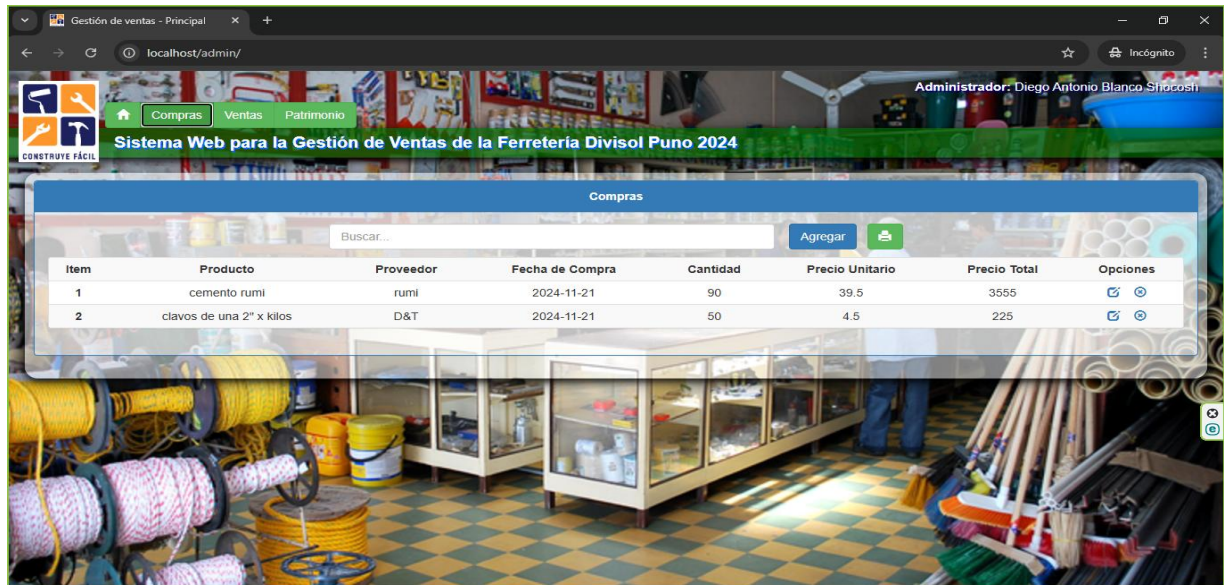 Gestión de ventas - Principal
localhost/admin/
Incógnito
Administrador: Diego Antonio Blanco Shocosh
CONSTRUYE FÁCIL
Compras Ventas Patrimonio
Sistema Web para la Gestión de Ventas de la Ferretería Divisol Puno 2024
Compras
Buscar... Agregar
Item Producto Proveedor Fecha de Compra Cantidad Precio Unitario Precio Total Opciones
1 cemento rumi rumi 2024-11-21 90 39.5 3555
2 clavos de una 2" x kilos D&T 2024-11-21 50 4.5 225